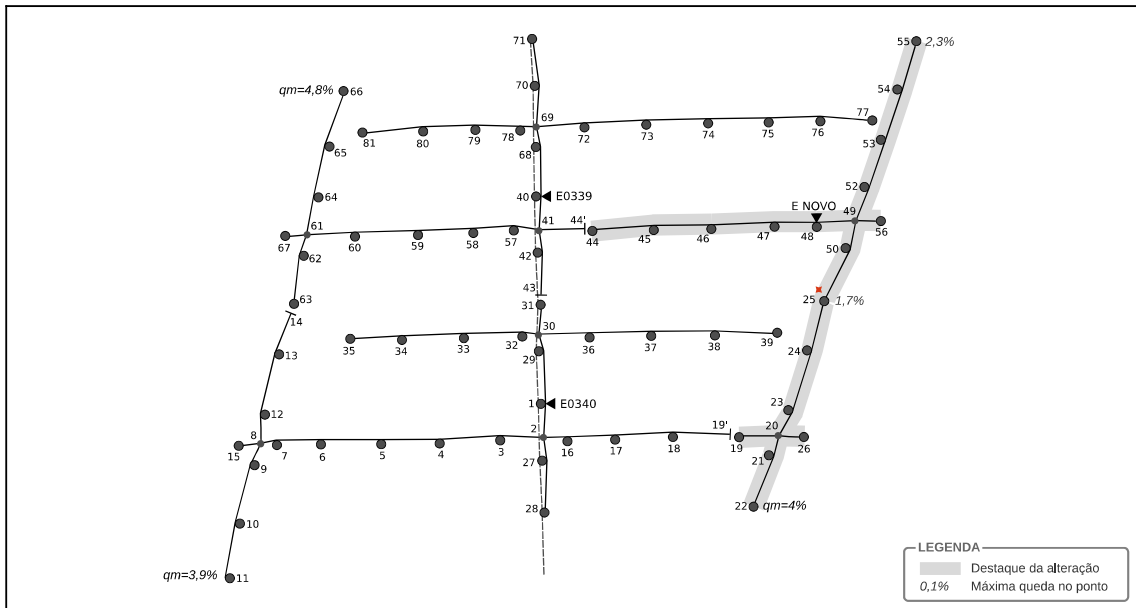 71
55 2,3%
70
54
qm=4,8% 66
69
77
81 80 79 78 72 73 74 75 76
68
53
65
52
64
40 E0339
E NOVO
49
61
41 44'
67 60 59 58 57 44 45 46 47 48 56
62
42
50
43
63
31
25 1,7%
14
30
35 34 33 32 36 37 38 39
29
24
13
1 E0340
23
12
2
19'
20
8
15 7 6 5 4 3 16 17 18 19 26
9
27
21
28
22 qm=4%
10
qm=3,9% 11
LEGENDA
Destaque da alteração
0,1% Máxima queda no ponto